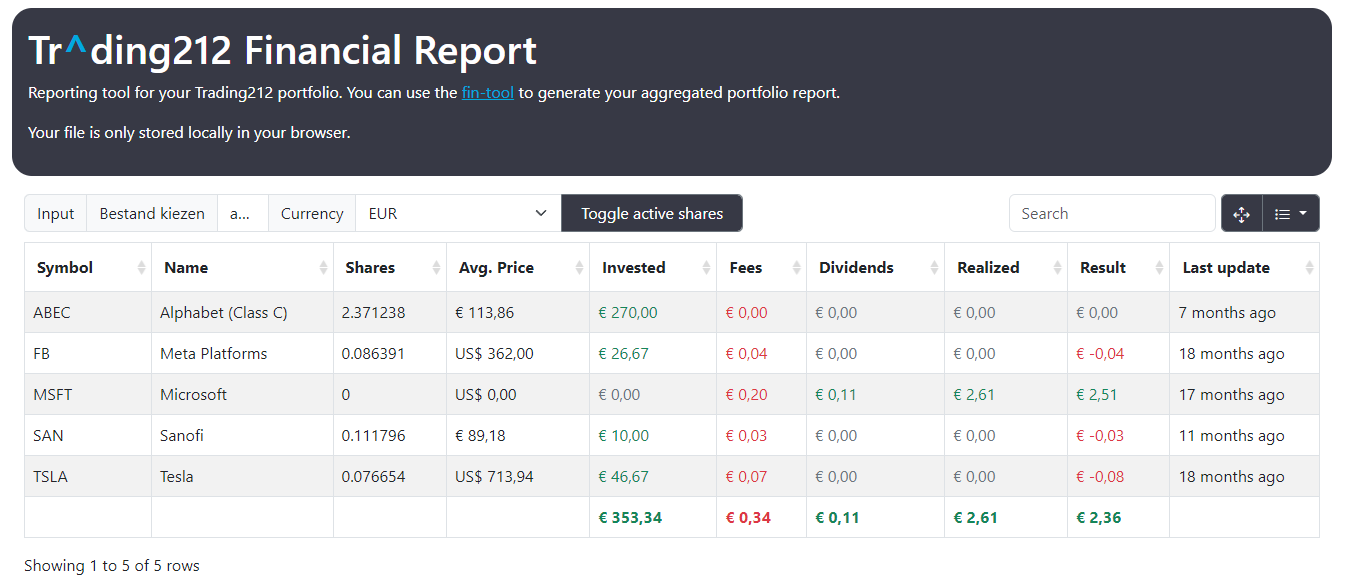 Tr^ding212 Financial Report
Reporting tool for your Trading212 portfolio. You can use the fin-tool to generate your aggregated portfolio report.
Your file is only stored locally in your browser.
Input Bestand kiezen a... Currency EUR Toggle active shares Search
Symbol Name Shares Avg. Price Invested Fees Dividends Realized Result Last update
ABEC Alphabet (Class C) 2.371238 € 113,86 € 270,00 € 0,00 € 0,00 € 0,00 € 0,00 7 months ago
FB Meta Platforms 0.086391 US$ 362,00 € 26,67 € 0,04 € 0,00 € 0,00 € -0,04 18 months ago
MSFT Microsoft 0 US$ 0,00 € 0,00 € 0,20 € 0,11 € 2,61 € 2,51 17 months ago
SAN Sanofi 0.111796 € 89,18 € 10,00 € 0,03 € 0,00 € 0,00 € -0,03 11 months ago
TSLA Tesla 0.076654 US$ 713,94 € 46,67 € 0,07 € 0,00 € 0,00 € -0,08 18 months ago
€ 353,34 € 0,34 € 0,11 € 2,61 € 2,36
Showing 1 to 5 of 5 rows